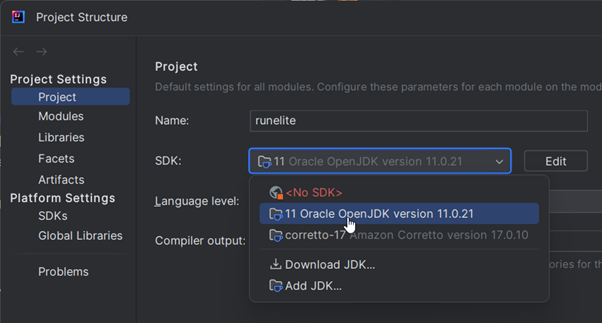 Project Structure
Project Settings
Project
Modules
Libraries
Facets
Artifacts
Platform Settings
SDKs
Global Libraries
Problems
Project
Default settings for all modules. Configure these parameters for each module on the mod
Name: runelite
SDK: 11 Oracle OpenJDK version 11.0.21 Edit
<No SDK>
Language level:
11 Oracle OpenJDK version 11.0.21
corretto-17 Amazon Corretto version 17.0.10
Compiler output:
Download JDK...
ories for th
Add JDK...